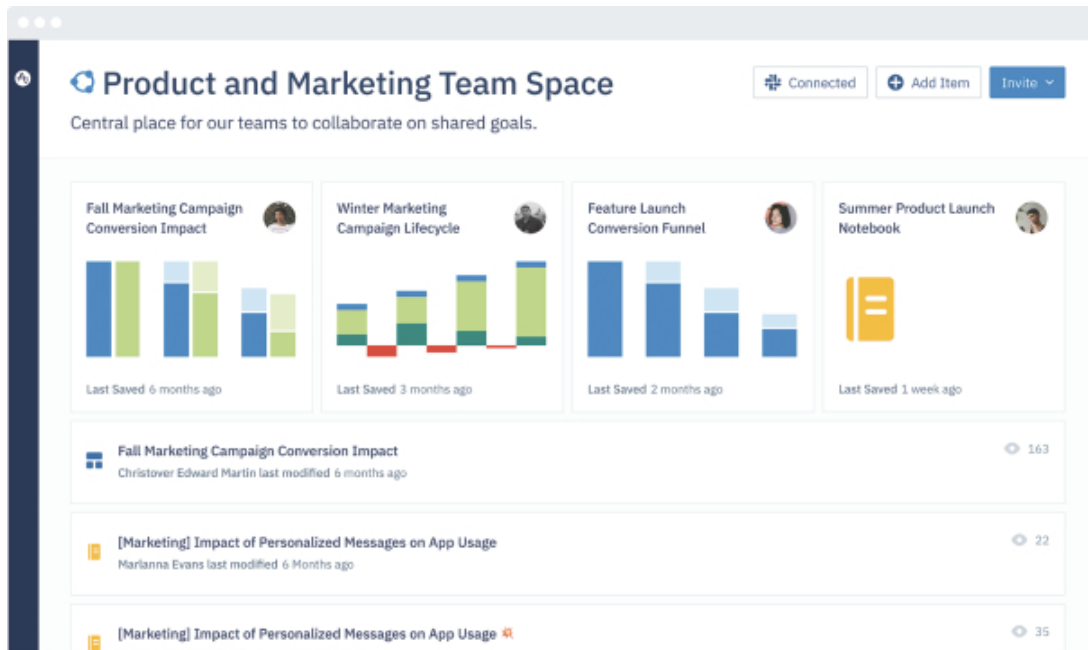 Product and Marketing Team Space
Connected
Add Item
Invite
Central place for our teams to collaborate on shared goals.
Fall Marketing Campaign
Conversion Impact
Last Saved 6 months ago
Winter Marketing
Campaign Lifecycle
Last Saved 3 months ago
Feature Launch
Conversion Funnel
Last Saved 2 months ago
Summer Product Launch
Notebook
Last Saved 1 week ago
Fall Marketing Campaign Conversion Impact
163
Christover Edward Martin last modified 6 months ago
[Marketing] Impact of Personalized Messages on App Usage
22
Marianna Evans last modified 6 Months ago
[Marketing] Impact of Personalized Messages on App Usage
35